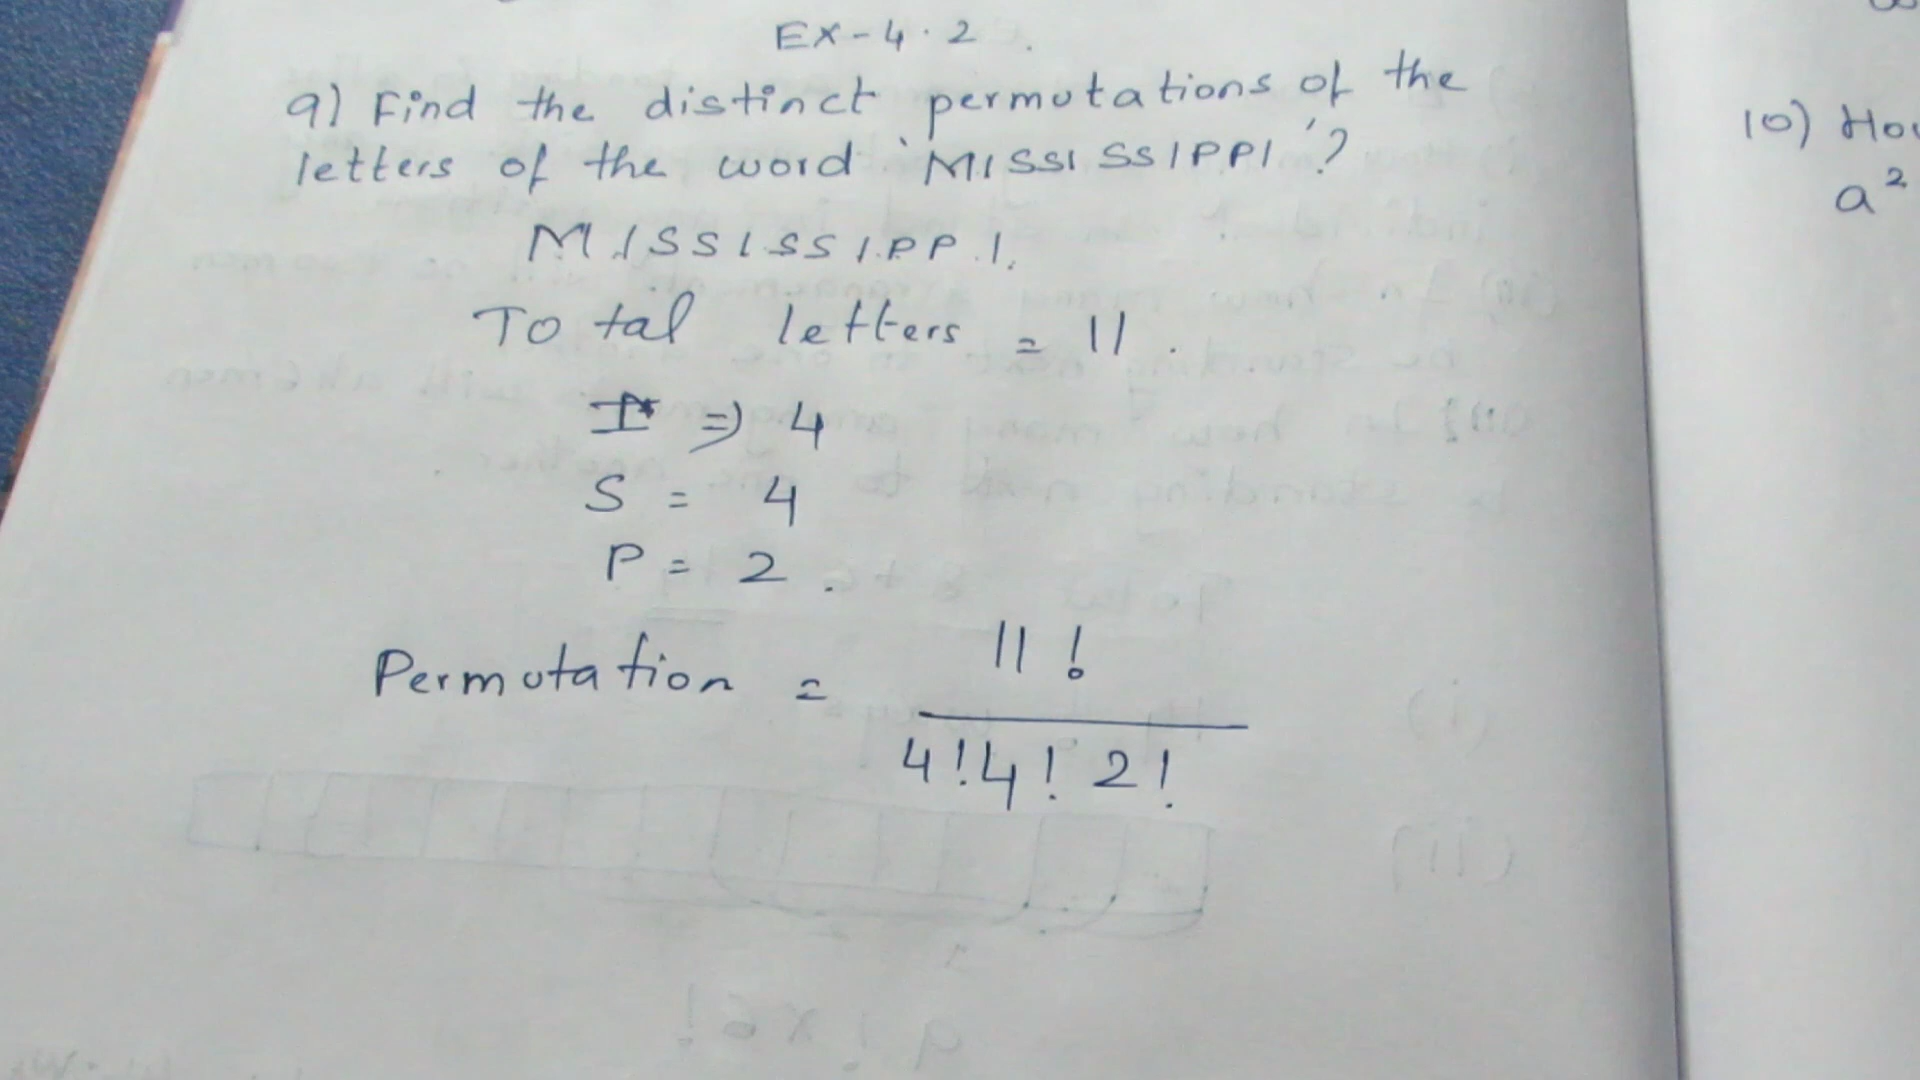 EX-4.2.
9) Find the distinct permutations of the
letters of the word 'MISSISSIPPI'?
MISSISSIPPI.
Total letters = 11.
I => 4
S = 4
P = 2.
Permutation = 11!
4!4! 2!
10)
a²